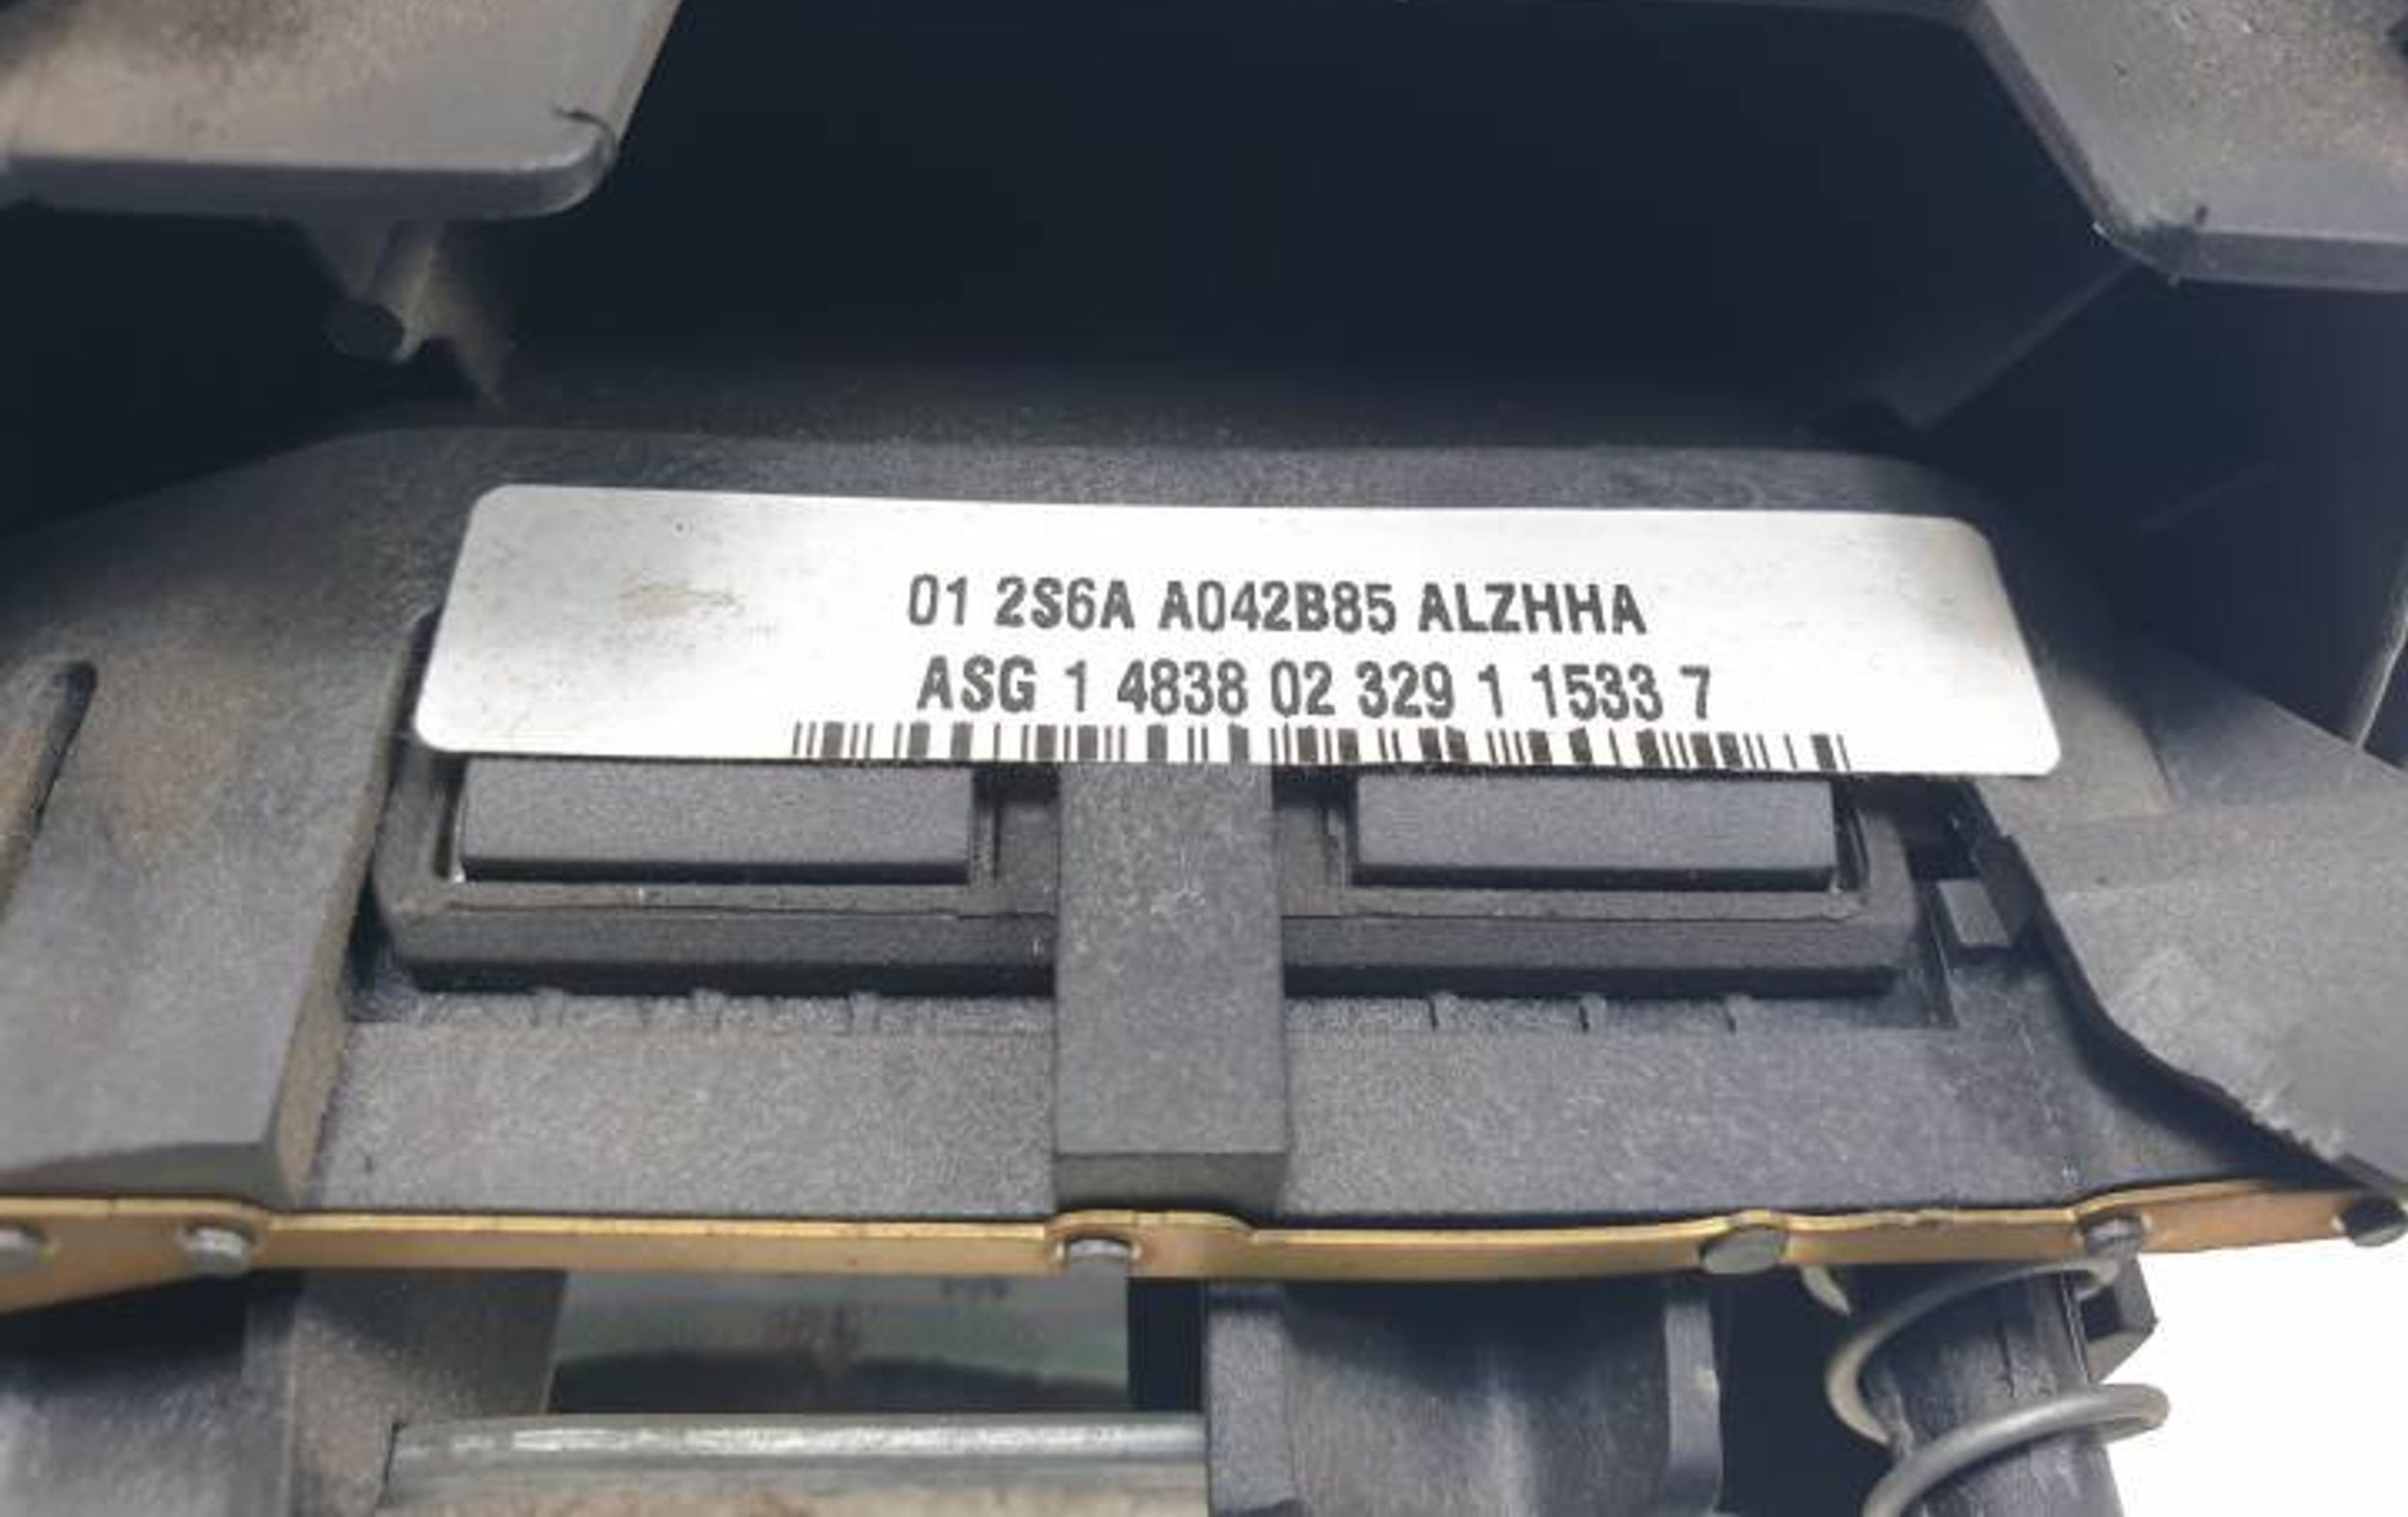 01 2S6A A042B85 ALZHHA
ASG 1 4838 02 329 1 1533 7